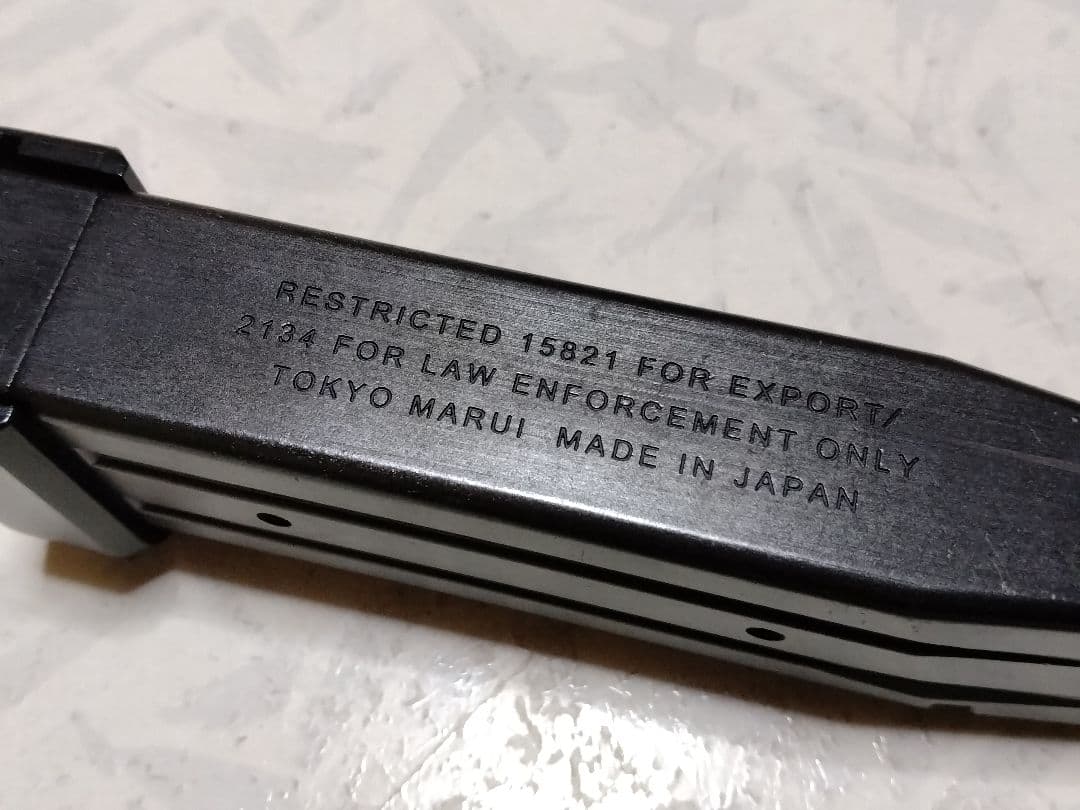 RESTRICTED 15821 FOR EXPORT/
2134 FOR LAW ENFORCEMENT ONLY
TOKYO MARUI MADE IN JAPAN